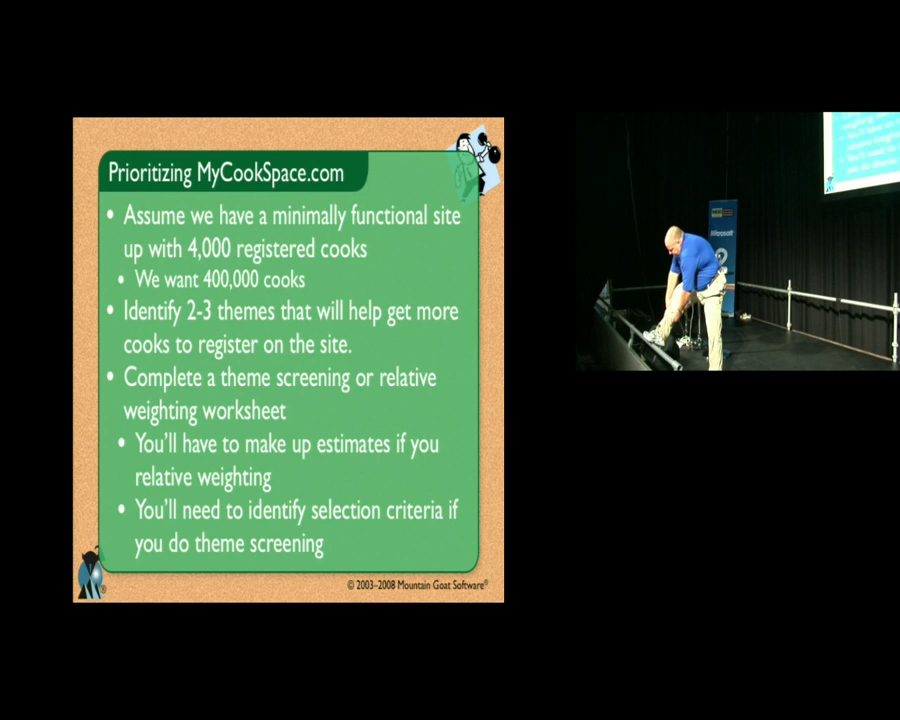 Prioritizing MyCookSpace.com
• Assume we have a minimally functional site
up with 4,000 registered cooks
• We want 400,000 cooks
• Identify 2-3 themes that will help get more
cooks to register on the site.
• Complete a theme screening or relative
weighting worksheet
• You'll have to make up estimates if you
relative weighting
• You'll need to identify selection criteria if
you do theme screening
© 2003–2008 Mountain Goat Software®
Microsoft